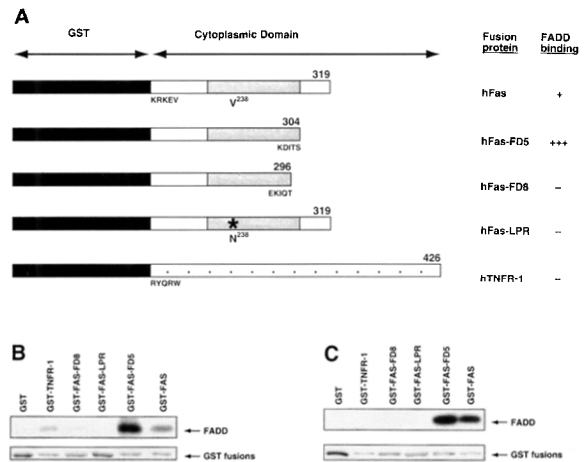 A
GST
Cytoplasmic Domain
Fusion protein
FADD binding
319
KRKEV
V238
hFas
+
304
KDITS
hFas-FD5
+++
296
EKIQT
hFas-FD8
–
319
*
N238
hFas-LPR
–
426
RYQRW
hTNFR-1
–
B
GST
GST-TNFR-1
GST-FAS-FD8
GST-FAS-LPR
GST-FAS-FD5
GST-FAS
FADD
GST fusions
C
GST
GST-TNFR-1
GST-FAS-FD8
GST-FAS-LPR
GST-FAS-FD5
GST-FAS
FADD
GST fusions